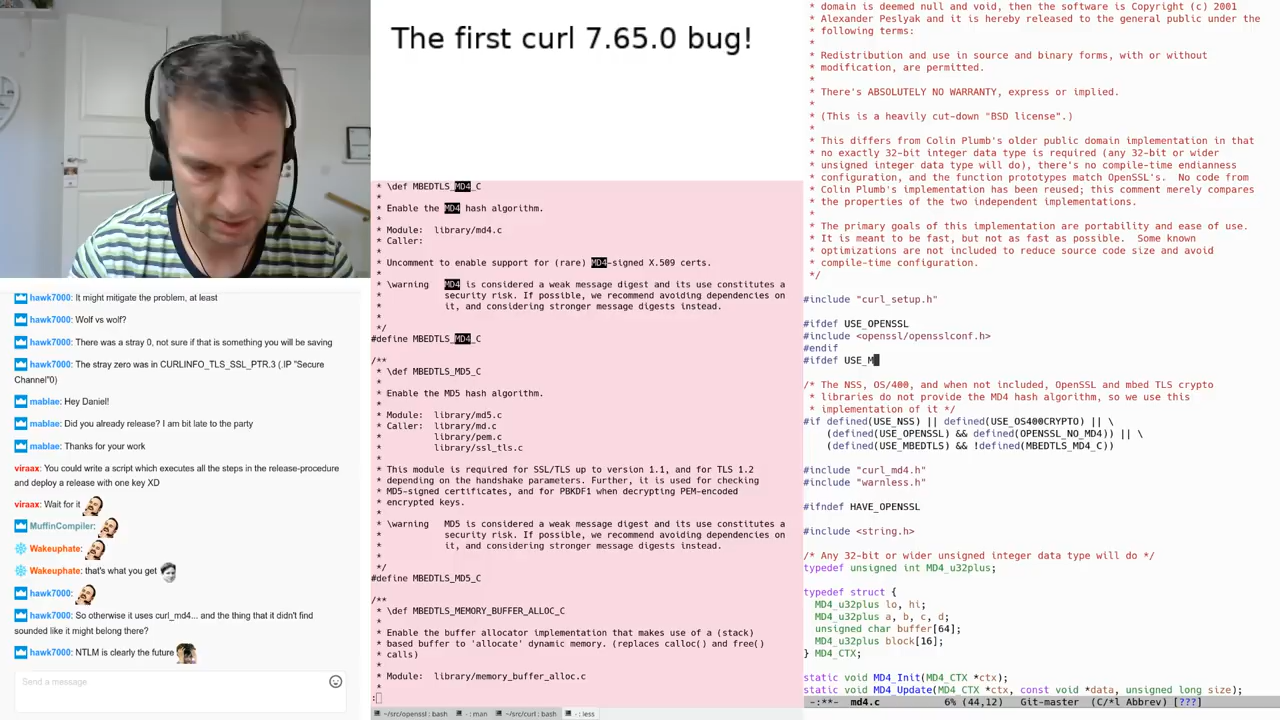 The first curl 7.65.0 bug!
hawk7000: It might mitigate the problem, at least
hawk7000: Wolf vs wolf?
hawk7000: There was a stray 0, not sure if that is something you will be saving
hawk7000: The stray zero was in CURLINFO_TLS_SSL_PTR.3 (.IP "Secure
Channel"0)
mablae: Hey Daniel!
mablae: Did you already release? I am bit late to the party
mablae: Thanks for your work
viraax: You could write a script which executes all the steps in the release-procedure
and deploy a release with one key XD
viraax: Wait for it
MuffinCompiler:
Wakeuphate:
Wakeuphate: that's what you get
hawk7000:
hawk7000: So otherwise it uses curl_md4... and the thing that it didn't find
sounded like it might belong there?
hawk7000: NTLM is clearly the future
Send a message
* \def MBEDTLS_MD4_C
*
* Enable the MD4 hash algorithm.
*
* Module:  library/md4.c
* Caller:
*
* Uncomment to enable support for (rare) MD4-signed X.509 certs.
*
* \warning   MD4 is considered a weak message digest and its use constitutes a
*            security risk. If possible, we recommend avoiding dependencies on
*            it, and considering stronger message digests instead.
*
*/
#define MBEDTLS_MD4_C
/**
* \def MBEDTLS_MD5_C
*
* Enable the MD5 hash algorithm.
*
* Module:  library/md5.c
* Caller:  library/md.c
*          library/pem.c
*          library/ssl_tls.c
*
* This module is required for SSL/TLS up to version 1.1, and for TLS 1.2
* depending on the handshake parameters. Further, it is used for checking
* MD5-signed certificates, and for PBKDF1 when decrypting PEM-encoded
* encrypted keys.
*
* \warning   MD5 is considered a weak message digest and its use constitutes a
*            security risk. If possible, we recommend avoiding dependencies on
*            it, and considering stronger message digests instead.
*
*/
#define MBEDTLS_MD5_C
/**
* \def MBEDTLS_MEMORY_BUFFER_ALLOC_C
*
* Enable the buffer allocator implementation that makes use of a (stack)
* based buffer to 'allocate' dynamic memory. (replaces calloc() and free()
* calls)
*
* Module:  library/memory_buffer_alloc.c
*
:
~/src/openssl : bash  - : man  ~/src/curl : bash  - : less
* domain is deemed null and void, then the software is Copyright (c) 2001
* Alexander Peslyak and it is hereby released to the general public under the
* following terms:
*
* Redistribution and use in source and binary forms, with or without
* modification, are permitted.
*
* There's ABSOLUTELY NO WARRANTY, express or implied.
*
* (This is a heavily cut-down "BSD license".)
*
* This differs from Colin Plumb's older public domain implementation in that
* no exactly 32-bit integer data type is required (any 32-bit or wider
* unsigned integer data type will do), there's no compile-time endianness
* configuration, and the function prototypes match OpenSSL's.  No code from
* Colin Plumb's implementation has been reused; this comment merely compares
* the properties of the two independent implementations.
*
* The primary goals of this implementation are portability and ease of use.
* It is meant to be fast, but not as fast as possible.  Some known
* optimizations are not included to reduce source code size and avoid
* compile-time configuration.
*/
#include "curl_setup.h"
#ifdef USE_OPENSSL
#include <openssl/opensslconf.h>
#endif
#ifdef USE_M
/* The NSS, OS/400, and when not included, OpenSSL and mbed TLS crypto
* libraries do not provide the MD4 hash algorithm, so we use this
* implementation of it */
#if defined(USE_NSS) || defined(USE_OS400CRYPTO) || \
(defined(USE_OPENSSL) && defined(OPENSSL_NO_MD4)) || \
(defined(USE_MBEDTLS) && !defined(MBEDTLS_MD4_C))
#include "curl_md4.h"
#include "warnless.h"
#ifndef HAVE_OPENSSL
#include <string.h>
/* Any 32-bit or wider unsigned integer data type will do */
typedef unsigned int MD4_u32plus;
typedef struct {
MD4_u32plus lo, hi;
MD4_u32plus a, b, c, d;
unsigned char buffer[64];
MD4_u32plus block[16];
} MD4_CTX;
static void MD4_Init(MD4_CTX *ctx);
static void MD4_Update(MD4_CTX *ctx, const void *data, unsigned long size);
-:**-  md4.c  6% (44,12)  Git-master  (C/*l Abbrev) [???]